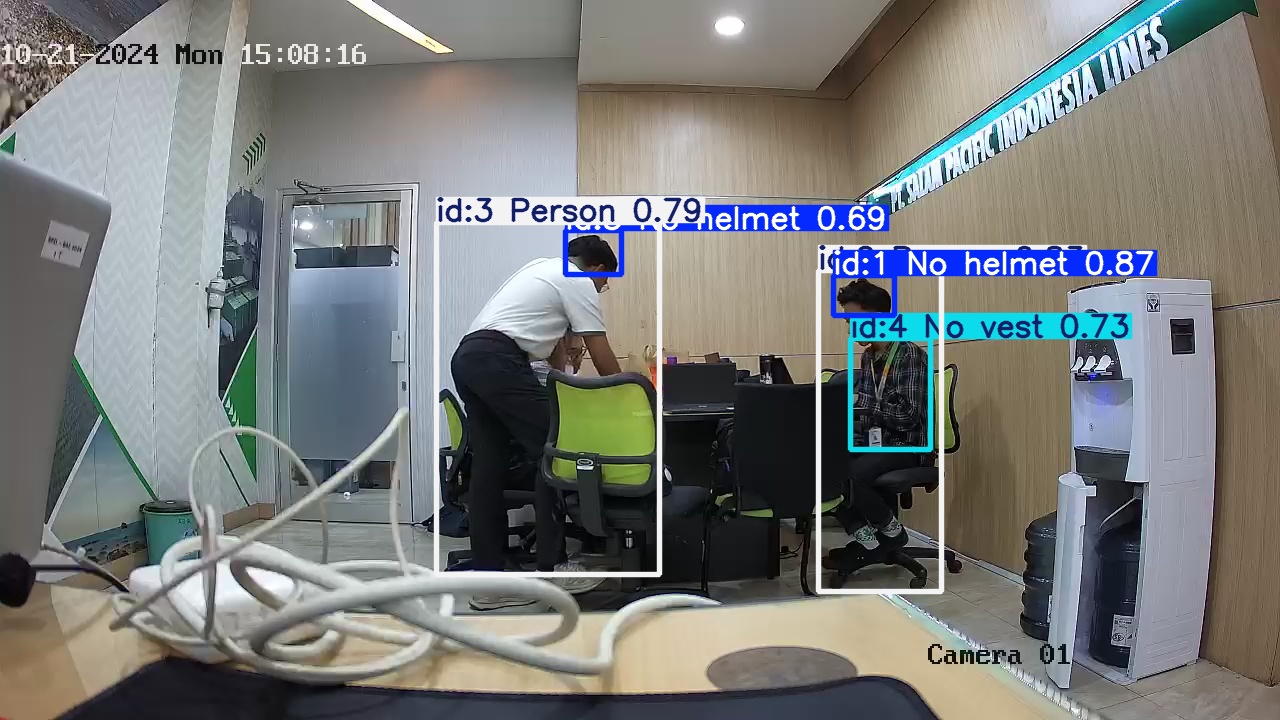 10-21-2024 Mon 15:08:16
PT. SALAM PACIFIC INDONESIA LINES
id:3 Person 0.79
No helmet 0.69
id:1 No helmet 0.87
id:4 No vest 0.73
Camera 01